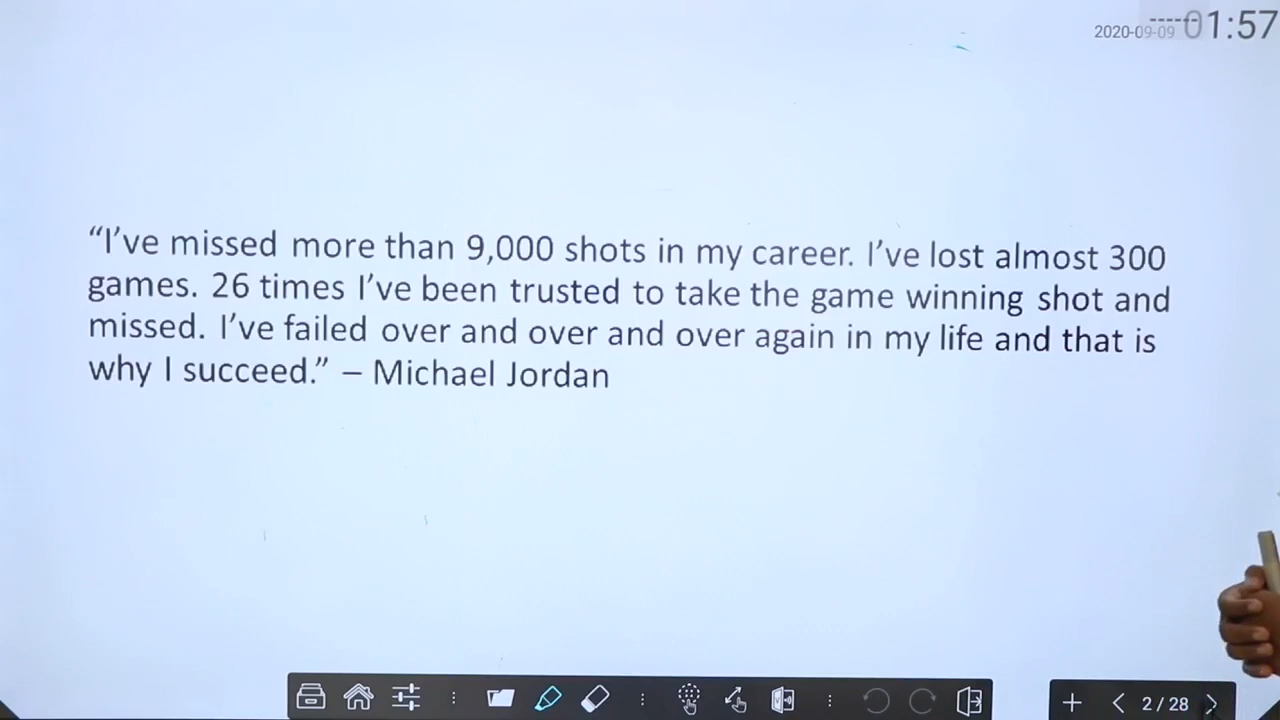 2020-09-09 01:57
“I’ve missed more than 9,000 shots in my career. I’ve lost almost 300
games. 26 times I’ve been trusted to take the game winning shot and
missed. I’ve failed over and over and over again in my life and that is
why I succeed.” – Michael Jordan
2/28